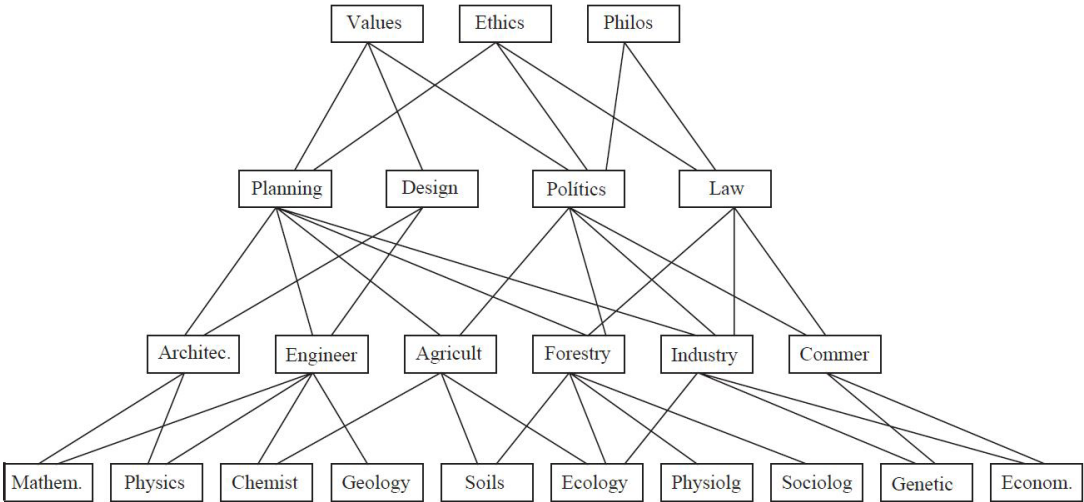 Values Ethics Philos
Planning Design Polítics Law
Architec. Engineer Agricult Forestry Industry Commer
Mathem. Physics Chemist Geology Soils Ecology Physiolg Sociolog Genetic Econom.